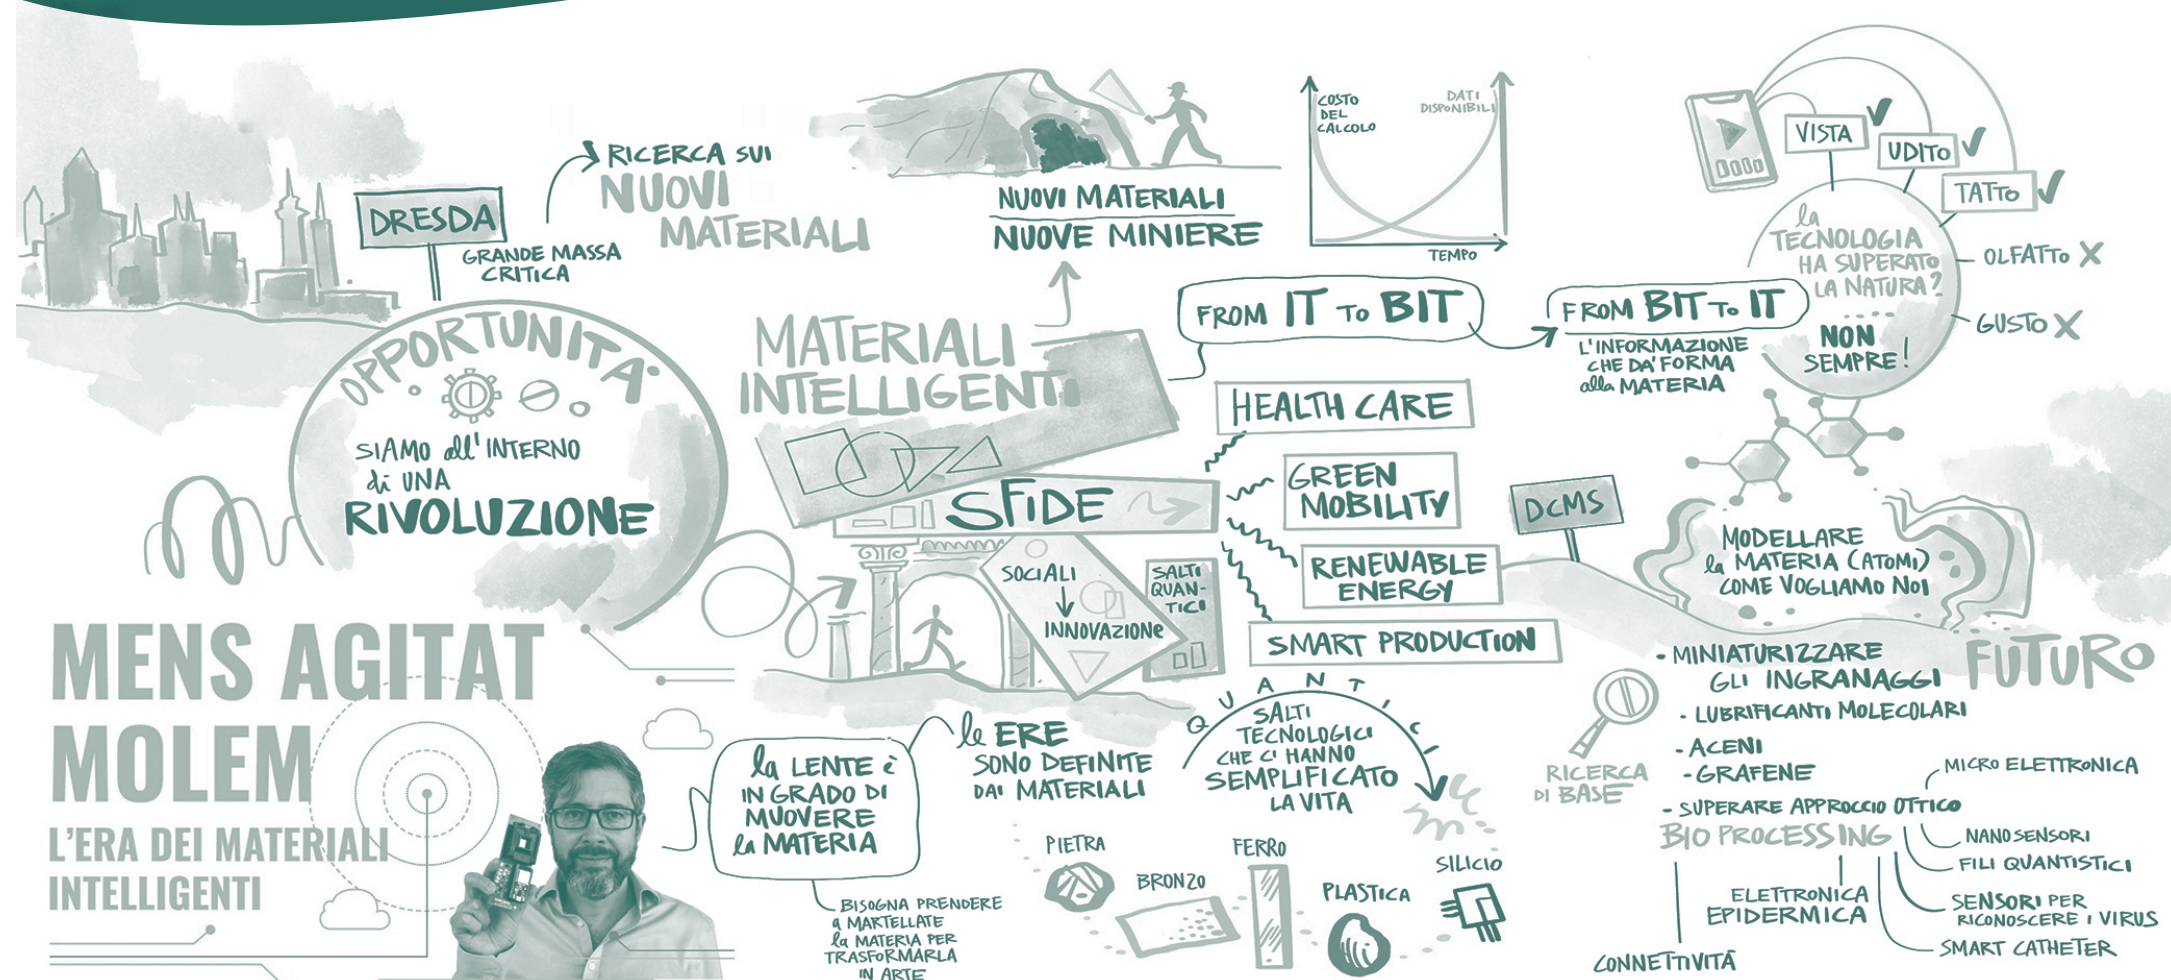 DRESDA
GRANDE MASSA
CRITICA
RICERCA SUI
NUOVI
MATERIALI
OPPORTUNITA'
SIAMO all'INTERNO
di UNA
RIVOLUZIONE
MENS AGITAT
MOLEM
L'ERA DEI MATERIALI
INTELLIGENTI
NUOVI MATERIALI
NUOVE MINIERE
MATERIALI
INTELLIGENTI
SFIDE
SOCIALI
INNOVAZIONE
SALTI
QUAN-
TICI
la LENTE è
IN GRADO DI
MUOVERE
la MATERIA
BISOGNA PRENDERE
a MARTELLATE
la MATERIA PER
TRASFORMARLA
IN ARTE
le ERE
SONO DEFINITE
DAI MATERIALI
COSTO
DEL
CALCOLO
DATI
DISPONIBILI
TEMPO
FROM IT TO BIT
FROM BIT TO IT
L'INFORMAZIONE
CHE DA' FORMA
alla MATERIA
HEALTH CARE
GREEN
MOBILITY
RENEWABLE
ENERGY
SMART PRODUCTION
QUANTICI
SALTI
TECNOLOGICI
CHE CI HANNO
SEMPLIFICATO
LA VITA
PIETRA
BRONZO
FERRO
PLASTICA
SILICIO
VISTA
UDITO
TATTO
OLFATTO
GUSTO
la
TECNOLOGIA
HA SUPERATO
LA NATURA?
NON
SEMPRE!
DCMS
MODELLARE
la MATERIA (ATOMI)
COME VOGLIAMO NOI
FUTURO
RICERCA
DI BASE
- MINIATURIZZARE
GLI INGRANAGGI
- LUBRIFICANTI MOLECOLARI
- ACENI
- GRAFENE
- SUPERARE APPROCCIO OTTICO
BIO PROCESSING
MICRO ELETTRONICA
NANOSENSORI
FILI QUANTISTICI
SENSORI PER
RICONOSCERE I VIRUS
SMART CATHETER
ELETTRONICA
EPIDERMICA
CONNETTIVITÁ